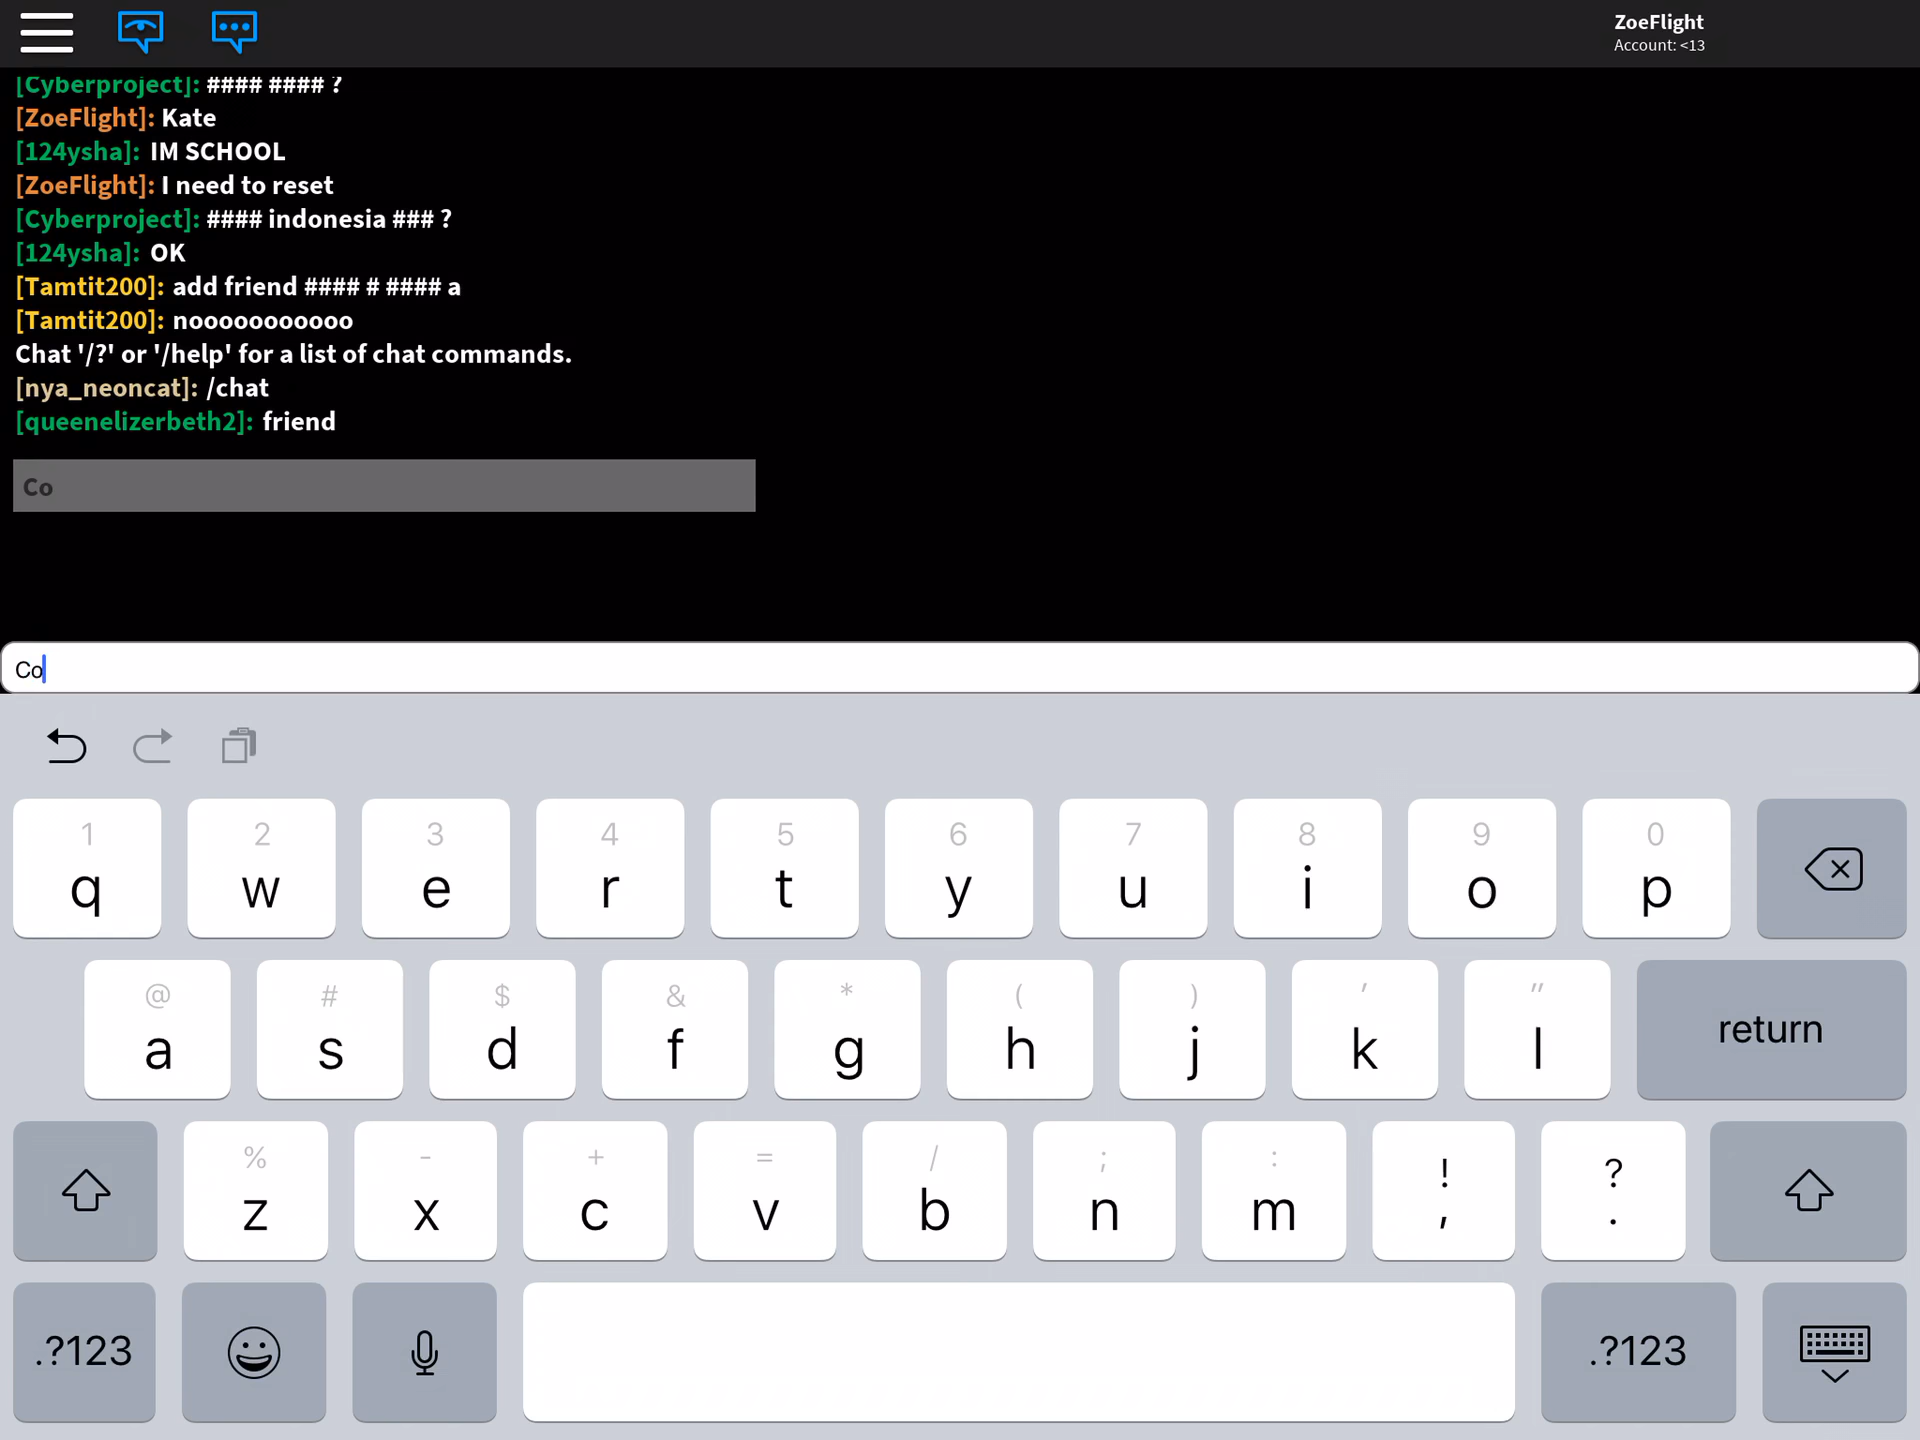 ZoeFlight
Account: <13
[Cyberproject]: #### #### ?
[ZoeFlight]: Kate
[124ysha]: IM SCHOOL
[ZoeFlight]: I need to reset
[Cyberproject]: #### indonesia ### ?
[124ysha]: OK
[Tamtit200]: add friend #### # #### a
[Tamtit200]: nooooooooooo
Chat '/?' or '/help' for a list of chat commands.
[nya_neoncat]: /chat
[queenelizerbeth2]: friend
Co
Co
1 2 3 4 5 6 7 8 9 0
q w e r t y u i o p
@ # $ & * ( ) ' "
a s d f g h j k l return
% - + = / ; : ! ?
z x c v b n m , .
.?123 .?123